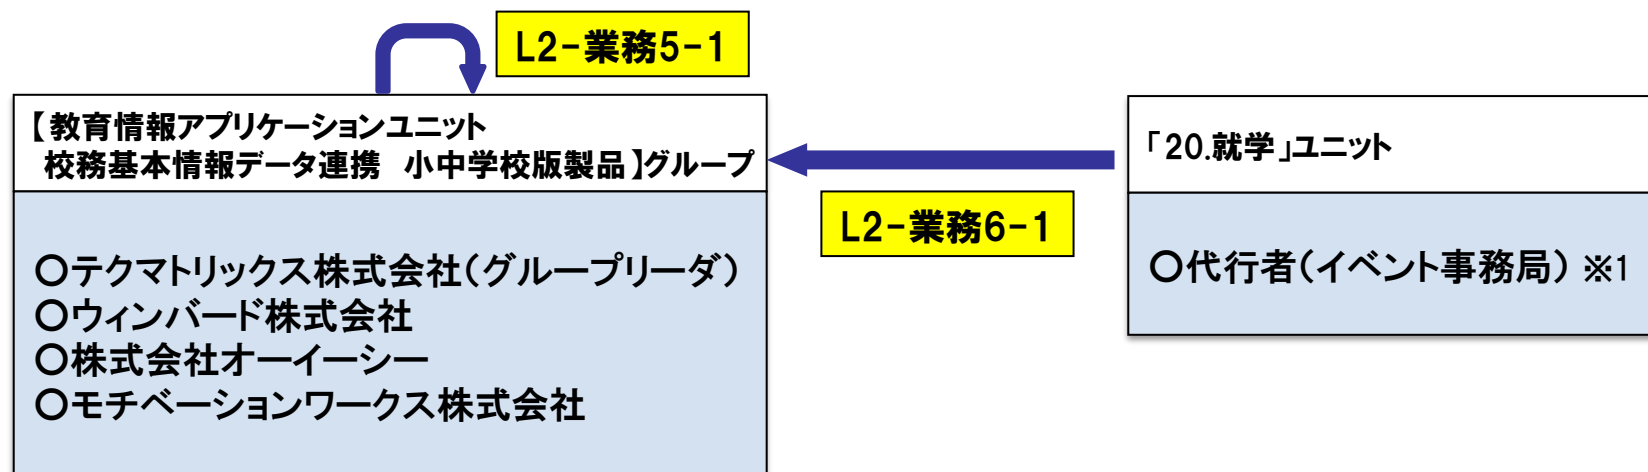 L2-業務5-1
【教育情報アプリケーションユニット
校務基本情報データ連携 小中学校版製品】グループ
○テクマトリックス株式会社(グループリーダ)
○ウィンバード株式会社
○株式会社オーイーシー
○モチベーションワークス株式会社
L2-業務6-1
「20.就学」ユニット
○代行者(イベント事務局) ※1